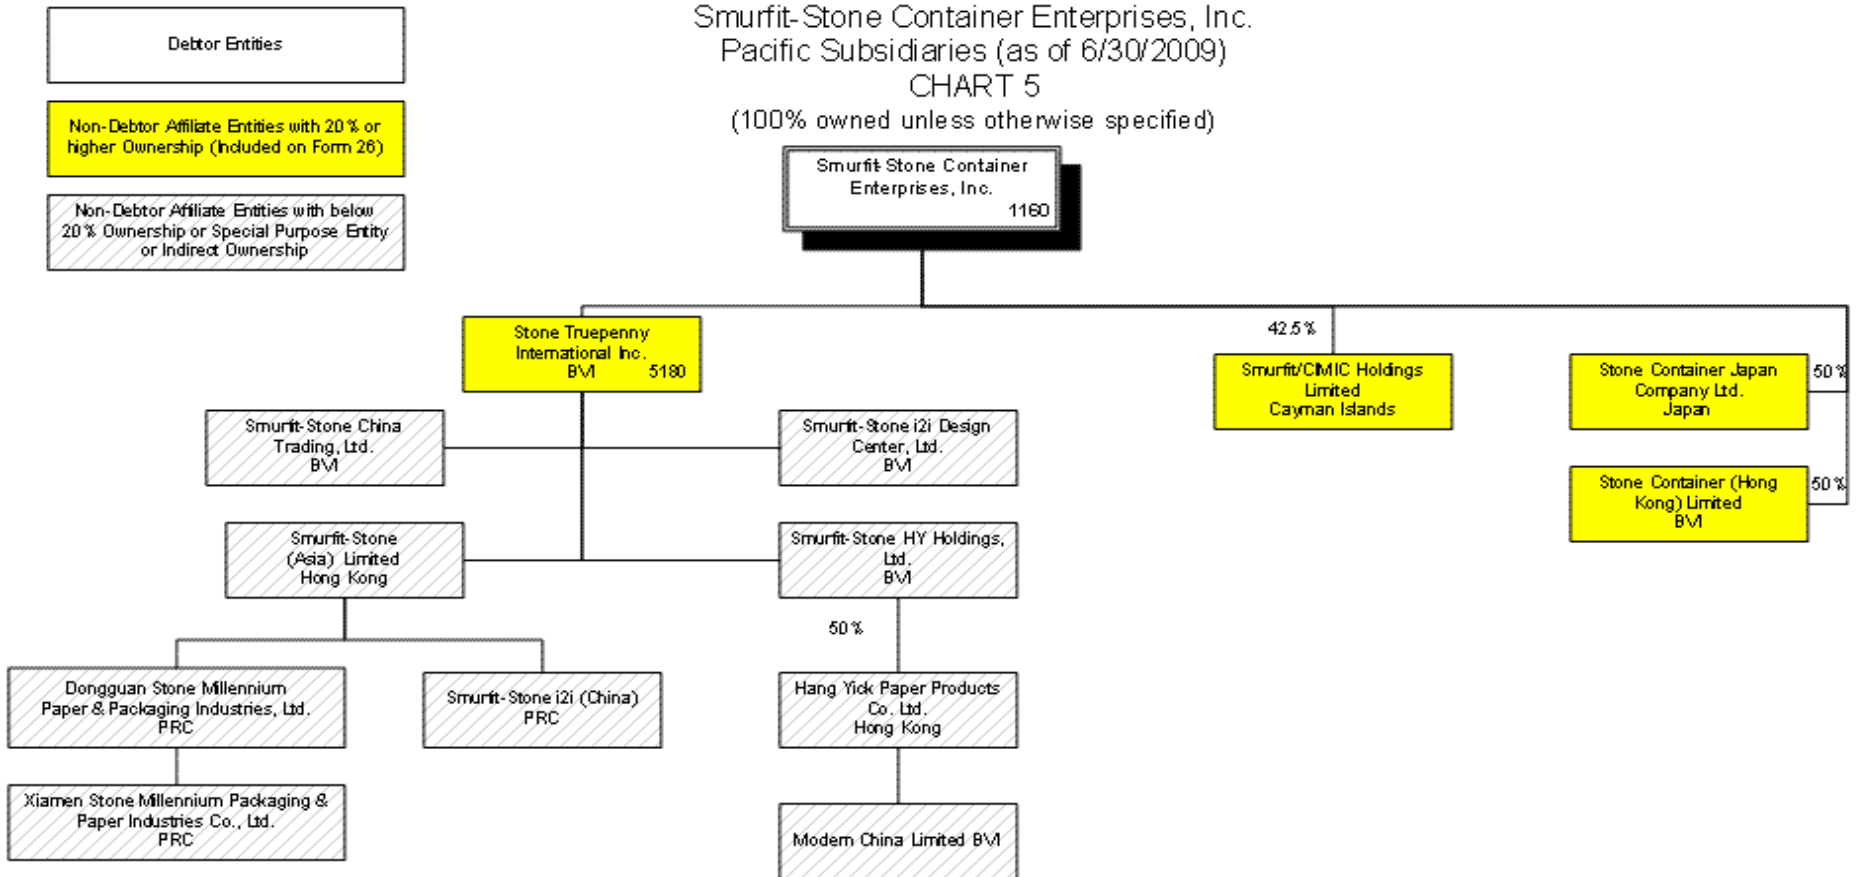 Debtor Entities
Non-Debtor Affiliate Entities with 20% or
higher Ownership (Included on Form 26)
Non-Debtor Affiliate Entities with below
20% Ownership or Special Purpose Entity
or Indirect Ownership
Smurfit-Stone Container Enterprises, Inc.
Pacific Subsidiaries (as of 6/30/2009)
CHART 5
(100% owned unless otherwise specified)
Smurfit-Stone Container
Enterprises, Inc.
1160
Stone Truepenny
International Inc.
BVI 5180
42.5%
Smurfit/CIMIC Holdings
Limited
Cayman Islands
Stone Container Japan
Company Ltd.
Japan
50%
Stone Container (Hong
Kong) Limited
BVI
50%
Smurfit-Stone China
Trading, Ltd.
BVI
Smurfit-Stone i2i Design
Center, Ltd.
BVI
Smurfit-Stone
(Asia) Limited
Hong Kong
Smurfit-Stone HY Holdings,
Ltd.
BVI
50%
Dongguan Stone Millennium
Paper & Packaging Industries, Ltd.
PRC
Smurfit-Stone i2i (China)
PRC
Hang Yick Paper Products
Co. Ltd.
Hong Kong
Xiamen Stone Millennium Packaging &
Paper Industries Co., Ltd.
PRC
Modern China Limited BVI